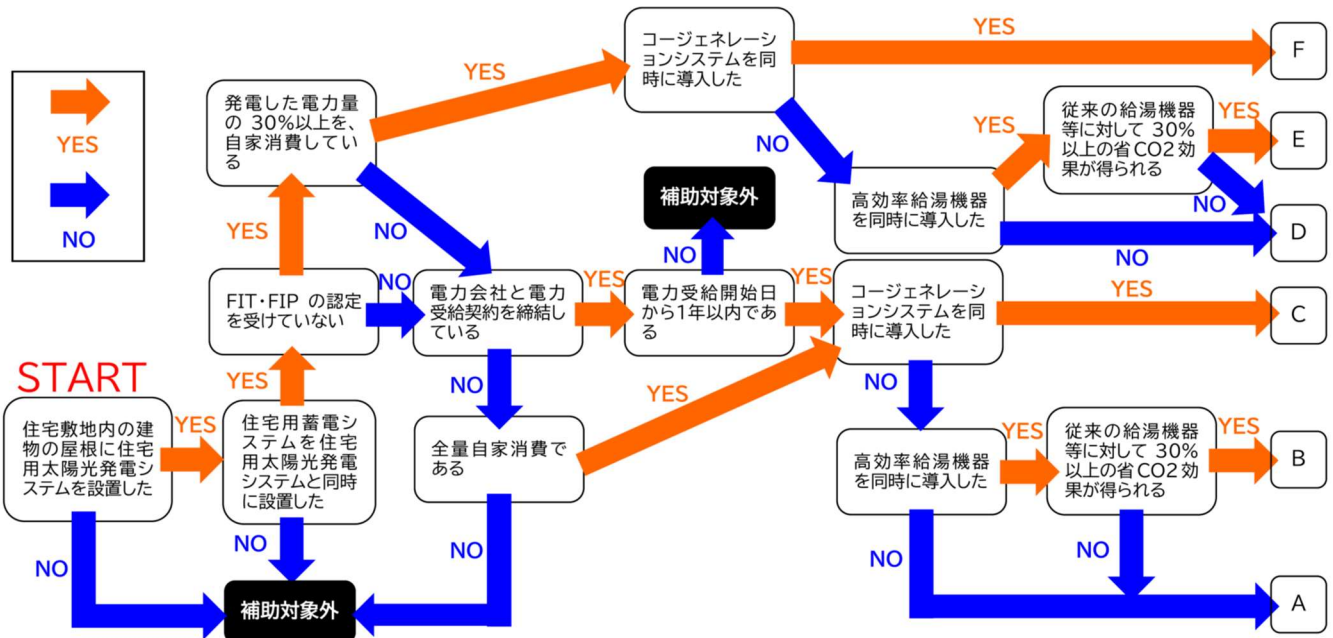 YES
NO
START
住宅敷地内の建
物の屋根に住宅
用太陽光発電シ
ステムを設置した
YES
NO
住宅用蓄電シ
ステムを住宅
用太陽光発電
システムと同時
に設置した
YES
NO
補助対象外
FIT・FIP の認定
を受けていない
YES
NO
発電した電力量
の 30%以上を、
自家消費してい
る
YES
NO
電力会社と電力
受給契約を締結し
ている
YES
NO
全量自家消費で
ある
YES
NO
電力受給開始日
から1年以内であ
る
YES
NO
補助対象外
コージェネレーシ
ョンシステムを同
時に導入した
YES
F
NO
高効率給湯機器
を同時に導入した
YES
NO
従来の給湯機器
等に対して 30%
以上の省CO2効
果が得られる
YES
E
NO
D
コージェネレーシ
ョンシステムを同
時に導入した
YES
C
NO
高効率給湯機器
を同時に導入した
YES
NO
従来の給湯機器
等に対して 30%
以上の省CO2効
果が得られる
YES
B
NO
A